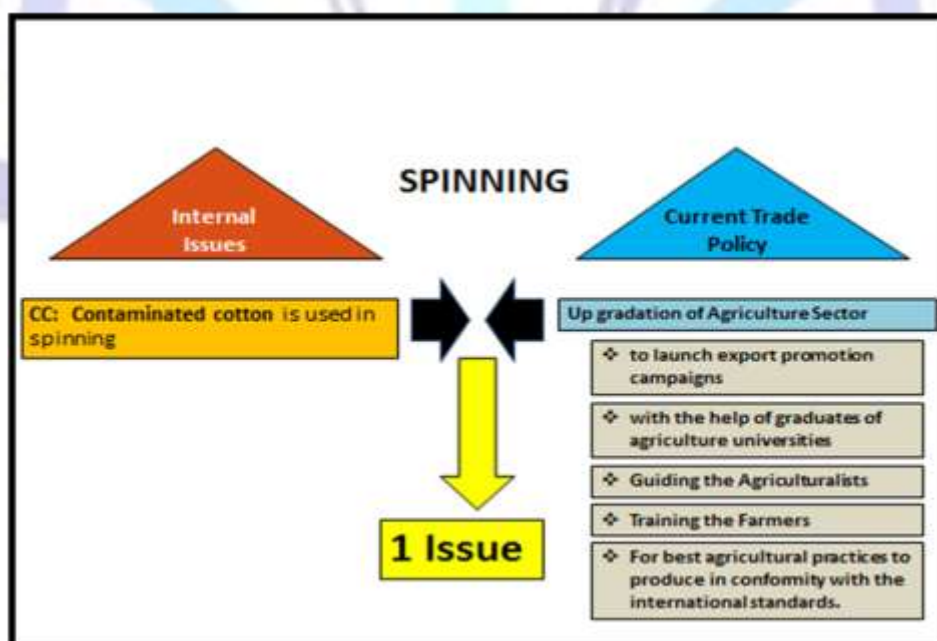 SPINNING
Internal
Issues
Current Trade
Policy
CC: Contaminated cotton is used in
spinning
Up gradation of Agriculture Sector
❖ to launch export promotion
campaigns
❖ with the help of graduates of
agriculture universities
❖ Guiding the Agriculturalists
❖ Training the Farmers
❖ For best agricultural practices to
produce in conformity with the
international standards.
1 Issue